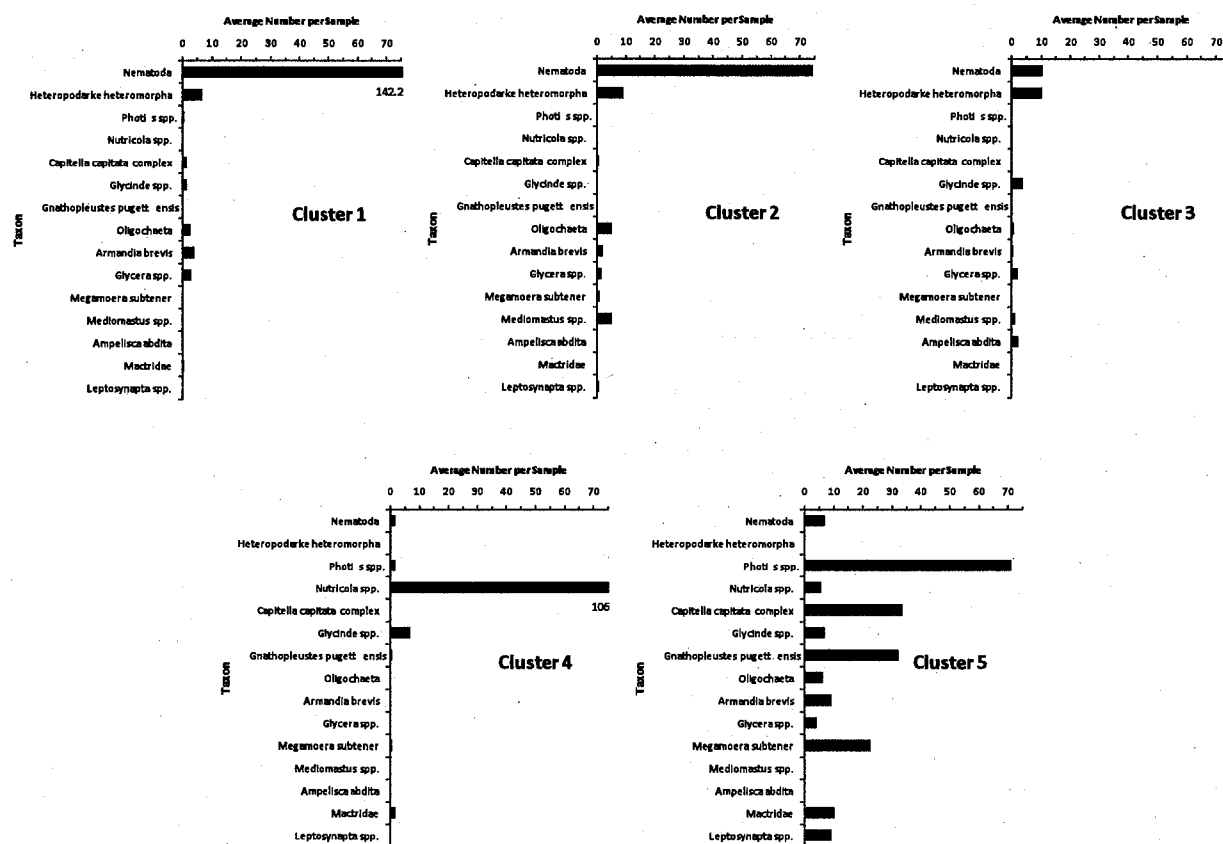 Average Number per Sample
0 10 20 30 40 50 60 70
Nematoda
142.2
Heteropodarke heteromorpha
Photi s spp.
Nutricola spp.
Capitella capitata complex
Glycinde spp.
Gnathopleustes pugett ensis
Cluster 1
Taxon
Oligochaeta
Armandia brevis
Glycera spp.
Megamoera subtener
Mediomastus spp.
Ampelisca abdita
Mactridae
Leptosynapta spp.
Average Number per Sample
0 10 20 30 40 50 60 70
Nematoda
Heteropodarke heteromorpha
Photi s spp.
Nutricola spp.
Capitella capitata complex
Glycinde spp.
Gnathopleustes pugett ensis
Cluster 2
Taxon
Oligochaeta
Armandia brevis
Glycera spp.
Megamoera subtener
Mediomastus spp.
Ampelisca abdita
Mactridae
Leptosynapta spp.
Average Number per Sample
0 10 20 30 40 50 60 70
Nematoda
Heteropodarke heteromorpha
Photi s spp.
Nutricola spp.
Capitella capitata complex
Glycinde spp.
Gnathopleustes pugett ensis
Cluster 3
Taxon
Oligochaeta
Armandia brevis
Glycera spp.
Megamoera subtener
Mediomastus spp.
Ampelisca abdita
Mactridae
Leptosynapta spp.
Average Number per Sample
0 10 20 30 40 50 60 70
Nematoda
Heteropodarke heteromorpha
Photi s spp.
Nutricola spp.
106
Capitella capitata complex
Glycinde spp.
Gnathopleustes pugett ensis
Cluster 4
Taxon
Oligochaeta
Armandia brevis
Glycera spp.
Megamoera subtener
Mediomastus spp.
Ampelisca abdita
Mactridae
Leptosynapta spp.
Average Number per Sample
0 10 20 30 40 50 60 70
Nematoda
Heteropodarke heteromorpha
Photi s spp.
Nutricola spp.
Capitella capitata complex
Glycinde spp.
Gnathopleustes pugett ensis
Cluster 5
Taxon
Oligochaeta
Armandia brevis
Glycera spp.
Megamoera subtener
Mediomastus spp.
Ampelisca abdita
Mactridae
Leptosynapta spp.